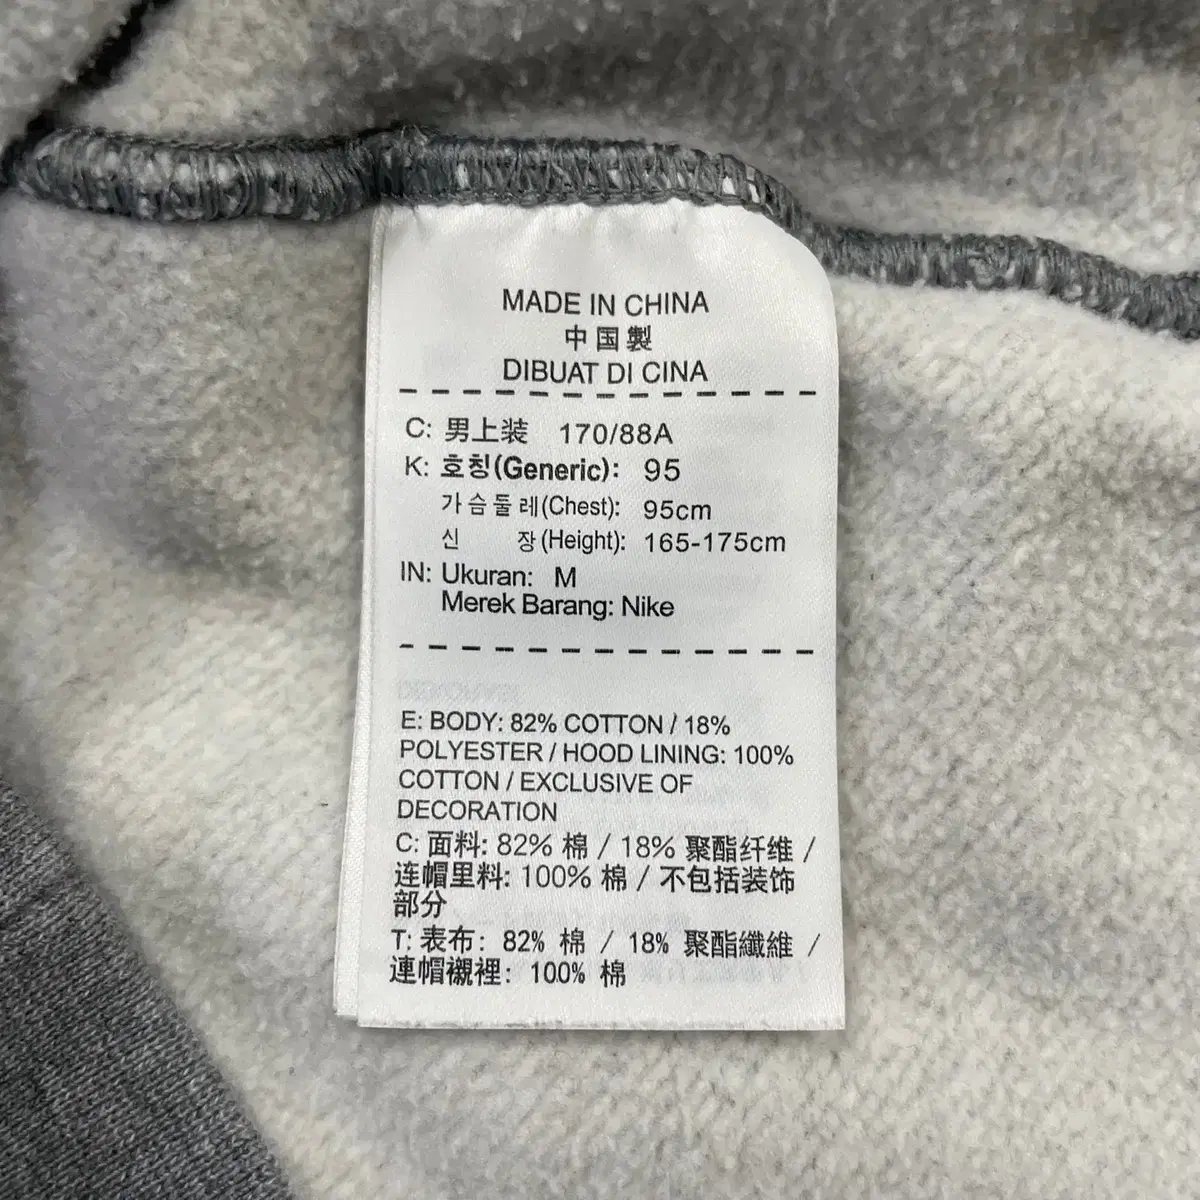 MADE IN CHINA
中国製
DIBUAT DI CINA
C: 男上装 170/88A
K: 호칭(Generic): 95
가슴둘레(Chest): 95cm
신 장(Height): 165-175cm
IN: Ukuran: M
Merek Barang: Nike
E: BODY: 82% COTTON / 18%
POLYESTER / HOOD LINING: 100%
COTTON / EXCLUSIVE OF
DECORATION
C: 面料: 82% 棉 / 18% 聚酯纤维 /
连帽里料: 100% 棉 / 不包括装饰
部分
T: 表布: 82% 棉 / 18% 聚酯纖維 /
連帽襯裡: 100% 棉